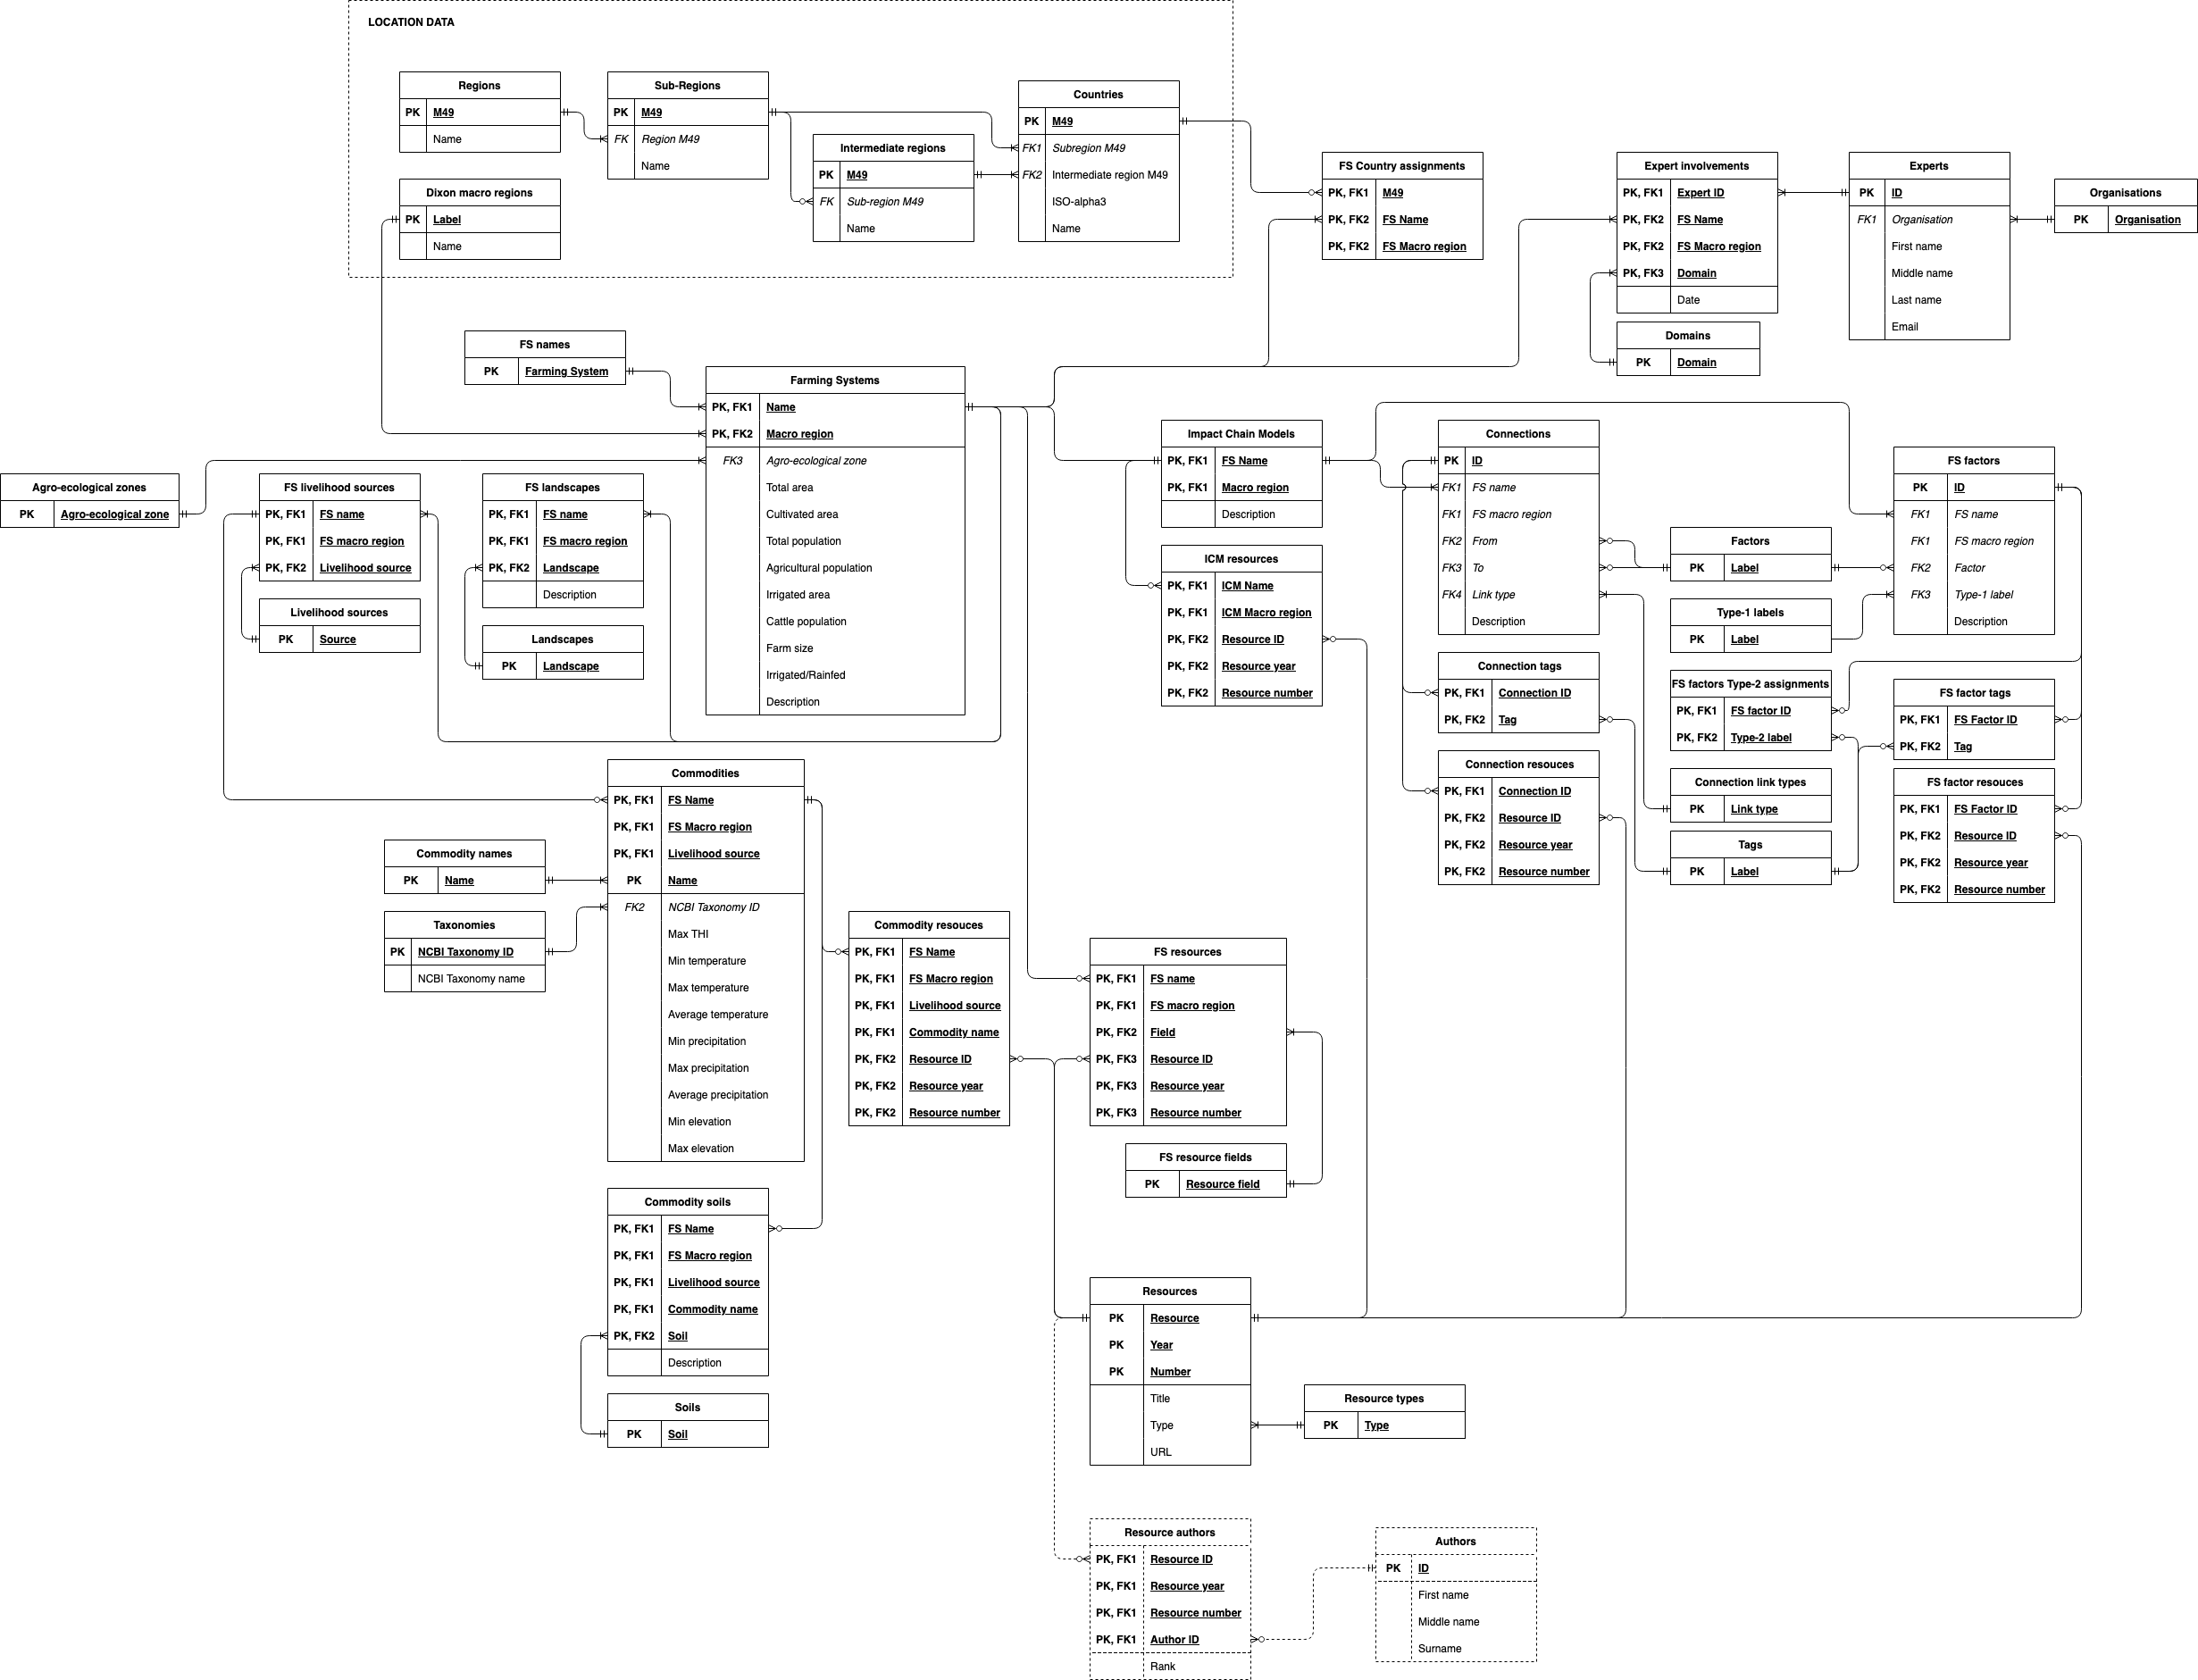 LOCATION DATA
Regions
PK M49
Name
Sub-Regions
PK M49
FK Region M49
Name
Intermediate regions
PK M49
FK Sub-region M49
Name
Countries
PK M49
FK1 Subregion M49
FK2 Intermediate region M49
ISO-alpha3
Name
Dixon macro regions
PK Label
Name
FS Country assignments
PK, FK1 M49
PK, FK2 FS Name
PK, FK2 FS Macro region
Expert involvements
PK, FK1 Expert ID
PK, FK2 FS Name
PK, FK2 FS Macro region
PK, FK3 Domain
Date
Experts
PK ID
FK1 Organisation
First name
Middle name
Last name
Email
Organisations
PK Organisation
Domains
PK Domain
FS names
PK Farming System
Farming Systems
PK, FK1 Name
PK, FK2 Macro region
FK3 Agro-ecological zone
Total area
Cultivated area
Total population
Agricultural population
Irrigated area
Cattle population
Farm size
Irrigated/Rainfed
Description
Agro-ecological zones
PK Agro-ecological zone
FS livelihood sources
PK, FK1 FS name
PK, FK1 FS macro region
PK, FK2 Livelihood source
Livelihood sources
PK Source
FS landscapes
PK, FK1 FS name
PK, FK1 FS macro region
PK, FK2 Landscape
Description
Landscapes
PK Landscape
Impact Chain Models
PK, FK1 FS Name
PK, FK1 Macro region
Description
ICM resources
PK, FK1 ICM Name
PK, FK1 ICM Macro region
PK, FK2 Resource ID
PK, FK2 Resource year
PK, FK2 Resource number
Connections
PK ID
FK1 FS name
FK1 FS macro region
FK2 From
FK3 To
FK4 Link type
Description
Connection tags
PK, FK1 Connection ID
PK, FK2 Tag
Connection resouces
PK, FK1 Connection ID
PK, FK2 Resource ID
PK, FK2 Resource year
PK, FK2 Resource number
Factors
PK Label
Type-1 labels
PK Label
FS factors Type-2 assignments
PK, FK1 FS factor ID
PK, FK2 Type-2 label
Connection link types
PK Link type
Tags
PK Label
FS factors
PK ID
FK1 FS name
FK1 FS macro region
FK2 Factor
FK3 Type-1 label
Description
FS factor tags
PK, FK1 FS Factor ID
PK, FK2 Tag
FS factor resouces
PK, FK1 FS Factor ID
PK, FK2 Resource ID
PK, FK2 Resource year
PK, FK2 Resource number
Commodities
PK, FK1 FS Name
PK, FK1 FS Macro region
PK, FK1 Livelihood source
PK Name
FK2 NCBI Taxonomy ID
Max THI
Min temperature
Max temperature
Average temperature
Min precipitation
Max precipitation
Average precipitation
Min elevation
Max elevation
Commodity names
PK Name
Taxonomies
PK NCBI Taxonomy ID
NCBI Taxonomy name
Commodity resouces
PK, FK1 FS Name
PK, FK1 FS Macro region
PK, FK1 Livelihood source
PK, FK1 Commodity name
PK, FK2 Resource ID
PK, FK2 Resource year
PK, FK2 Resource number
FS resources
PK, FK1 FS name
PK, FK1 FS macro region
PK, FK2 Field
PK, FK3 Resource ID
PK, FK3 Resource year
PK, FK3 Resource number
FS resource fields
PK Resource field
Commodity soils
PK, FK1 FS Name
PK, FK1 FS Macro region
PK, FK1 Livelihood source
PK, FK1 Commodity name
PK, FK2 Soil
Description
Soils
PK Soil
Resources
PK Resource
PK Year
PK Number
Title
Type
URL
Resource types
PK Type
Resource authors
PK, FK1 Resource ID
PK, FK1 Resource year
PK, FK1 Resource number
PK, FK1 Author ID
Rank
Authors
PK ID
First name
Middle name
Surname